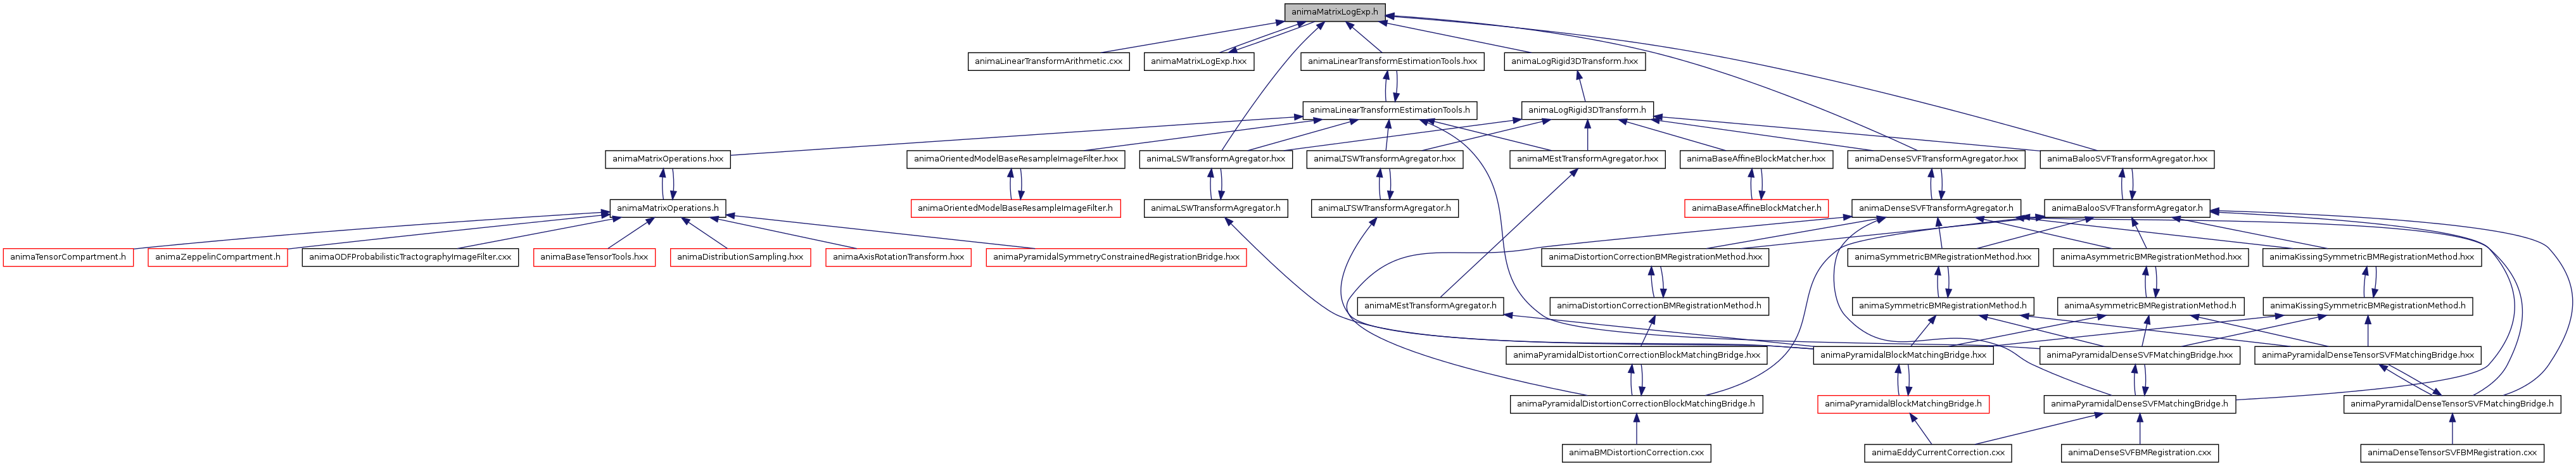 animaMatrixLogExp.h
animaLinearTransformArithmetic.cxx
animaMatrixLogExp.hxx
animaLinearTransformEstimationTools.hxx
animaLogRigid3DTransform.hxx
animaLinearTransformEstimationTools.h
animaLogRigid3DTransform.h
animaMatrixOperations.hxx
animaOrientedModelBaseResampleImageFilter.hxx
animaLSWTransformAgregator.hxx
animaLTSWTransformAgregator.hxx
animaMEstTransformAgregator.hxx
animaBaseAffineBlockMatcher.hxx
animaDenseSVFTransformAgregator.hxx
animaBalooSVFTransformAgregator.hxx
animaMatrixOperations.h
animaOrientedModelBaseResampleImageFilter.h
animaLSWTransformAgregator.h
animaLTSWTransformAgregator.h
animaBaseAffineBlockMatcher.h
animaDenseSVFTransformAgregator.h
animaBalooSVFTransformAgregator.h
animaTensorCompartment.h
animaZeppelinCompartment.h
animaODFProbabilisticTractographyImageFilter.cxx
animaBaseTensorTools.hxx
animaDistributionSampling.hxx
animaAxisRotationTransform.hxx
animaPyramidalSymmetryConstrainedRegistrationBridge.hxx
animaDistortionCorrectionBMRegistrationMethod.hxx
animaSymmetricBMRegistrationMethod.hxx
animaAsymmetricBMRegistrationMethod.hxx
animaKissingSymmetricBMRegistrationMethod.hxx
animaMEstTransformAgregator.h
animaDistortionCorrectionBMRegistrationMethod.h
animaSymmetricBMRegistrationMethod.h
animaAsymmetricBMRegistrationMethod.h
animaKissingSymmetricBMRegistrationMethod.h
animaPyramidalDistortionCorrectionBlockMatchingBridge.hxx
animaPyramidalBlockMatchingBridge.hxx
animaPyramidalDenseSVFMatchingBridge.hxx
animaPyramidalDenseTensorSVFMatchingBridge.hxx
animaPyramidalDistortionCorrectionBlockMatchingBridge.h
animaPyramidalBlockMatchingBridge.h
animaPyramidalDenseSVFMatchingBridge.h
animaPyramidalDenseTensorSVFMatchingBridge.h
animaBMDistortionCorrection.cxx
animaEddyCurrentCorrection.cxx
animaDenseSVFBMRegistration.cxx
animaDenseTensorSVFBMRegistration.cxx